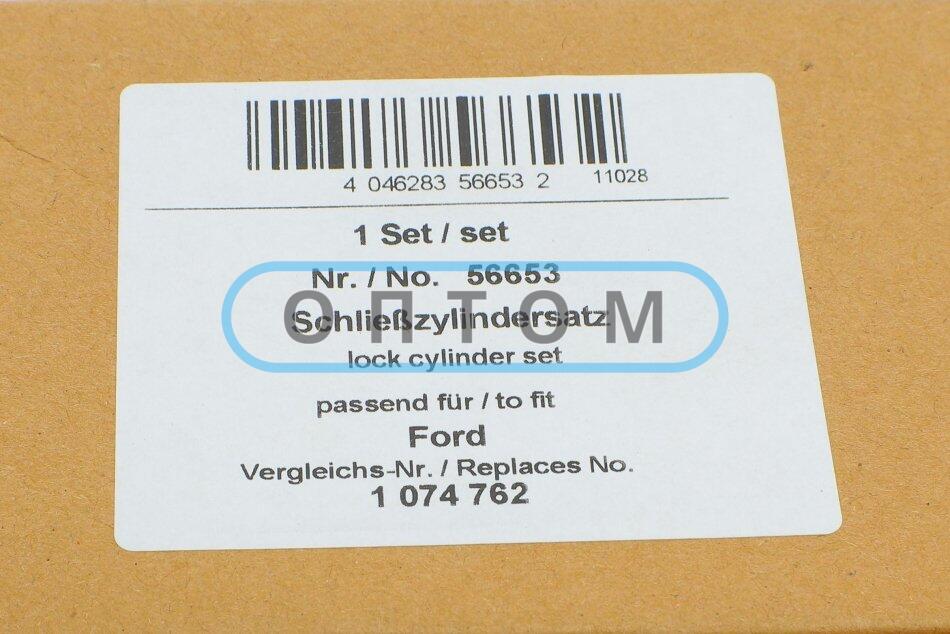 4 046283 56653 2 11028
1 Set / set
Nr. / No. 56653
ОПТОМ
Schließzylindersatz
lock cylinder set
passend für / to fit
Ford
Vergleichs-Nr. / Replaces No.
1 074 762